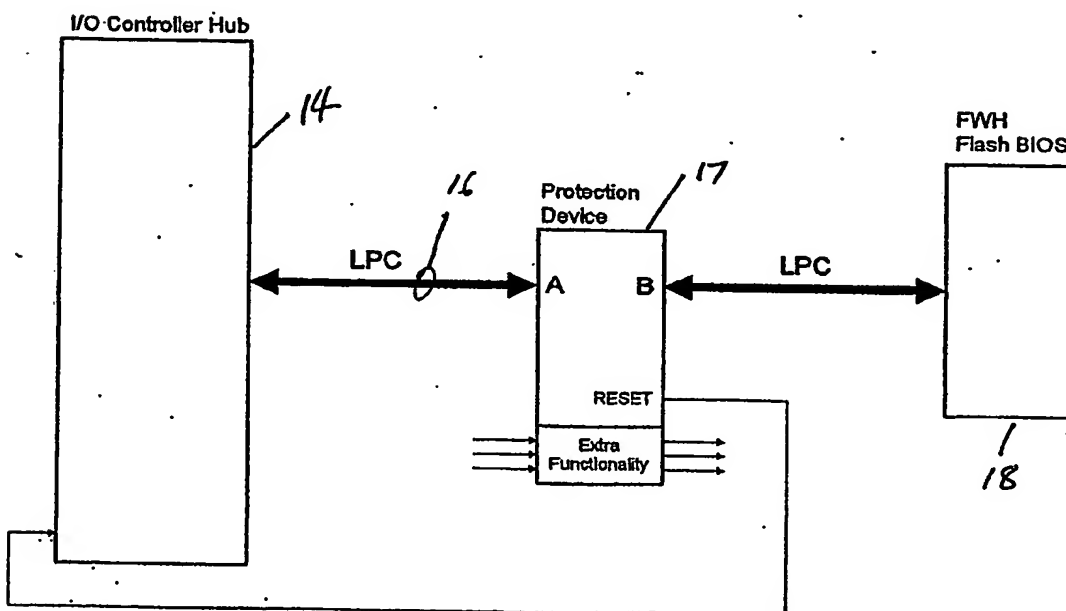 I/O Controller Hub
14
FWH
Flash BIOS
16
17
Protection
Device
LPC
LPC
A
B
RESET
Extra
Functionality
18